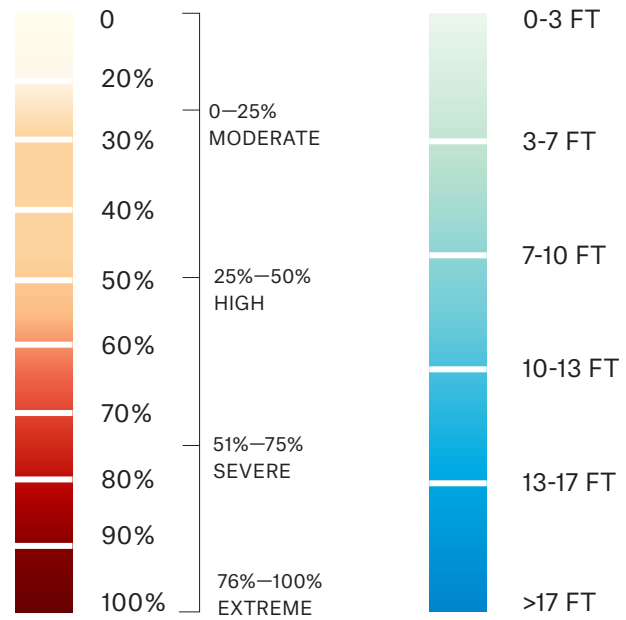 0
20%
30%
40%
50%
60%
70%
80%
90%
100%
0—25%
MODERATE
25%—50%
HIGH
51%—75%
SEVERE
76%—100%
EXTREME
0-3 FT
3-7 FT
7-10 FT
10-13 FT
13-17 FT
>17 FT